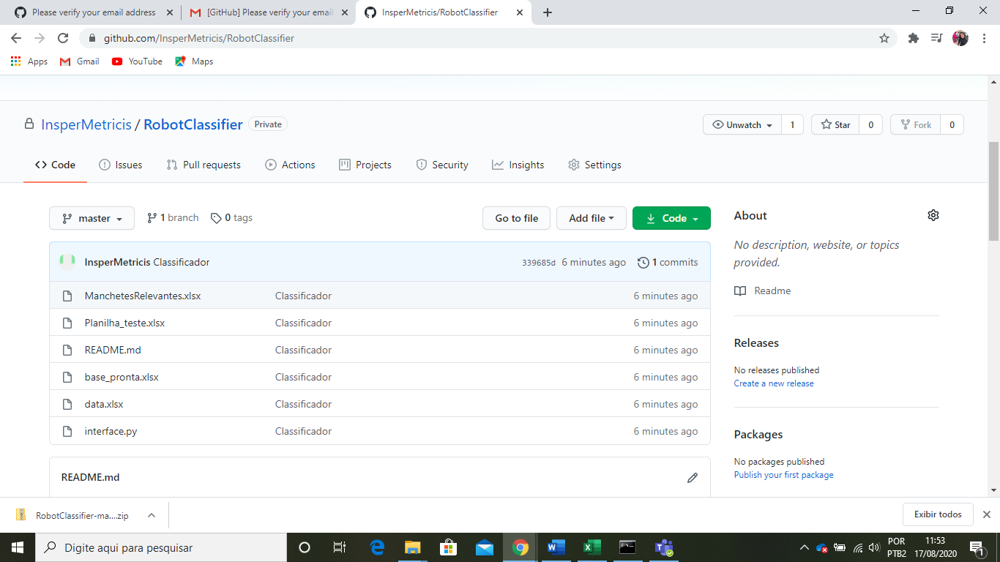 Please verify your email address
[GitHub] Please verify your email
InsperMetricis/RobotClassifier
github.com/InsperMetricis/RobotClassifier
Apps Gmail YouTube Maps
InsperMetricis / RobotClassifier Private
Unwatch 1 Star 0 Fork 0
Code Issues Pull requests Actions Projects Security Insights Settings
master 1 branch 0 tags Go to file Add file Code
InsperMetricis Classificador 339685d 6 minutes ago 1 commits
ManchetesRelevantes.xlsx Classificador 6 minutes ago
Planilha_teste.xlsx Classificador 6 minutes ago
README.md Classificador 6 minutes ago
base_pronta.xlsx Classificador 6 minutes ago
data.xlsx Classificador 6 minutes ago
interface.py Classificador 6 minutes ago
README.md
About
No description, website, or topics
provided.
Readme
Releases
No releases published
Create a new release
Packages
No packages published
Publish your first package
RobotClassifier-ma....zip
Exibir todos
Digite aqui para pesquisar
POR
PTB2
11:53
17/08/2020
1